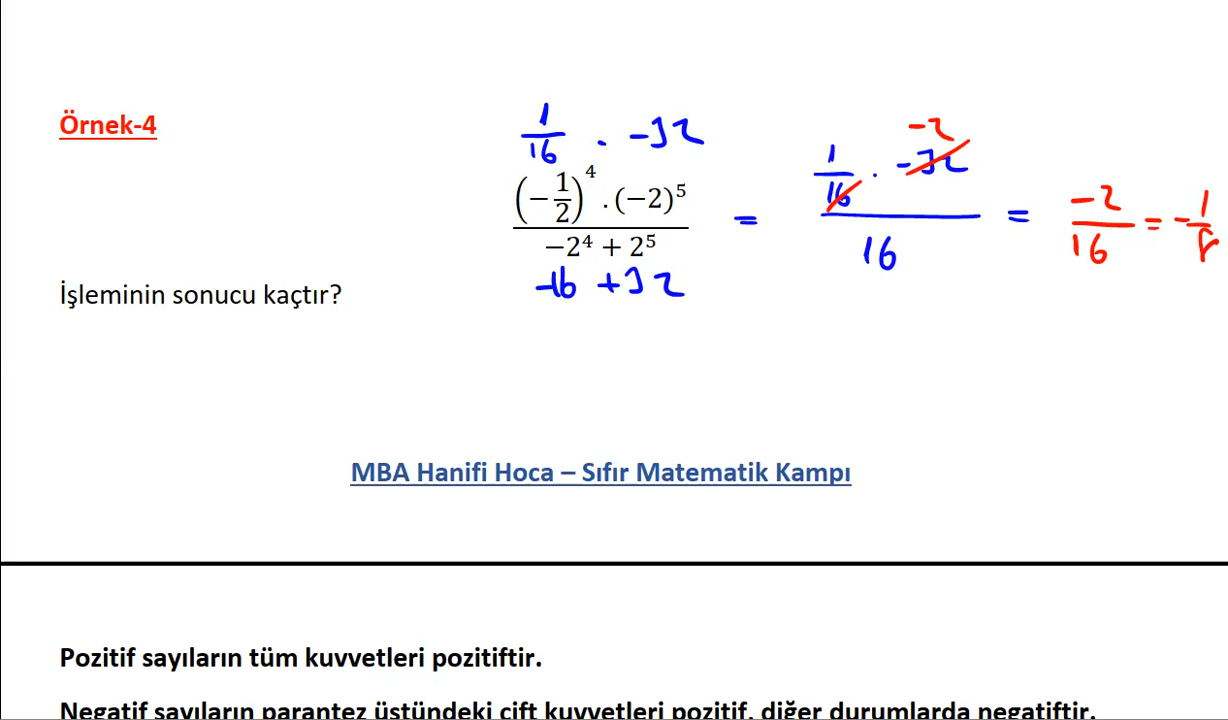 Örnek-4
1/16 . -32
(-1/2)^4 . (-2)^5 / -2^4 + 2^5 = 1/16 . -32 / 16 = -2/16 = -1/8
-2
-16 + 32
İşleminin sonucu kaçtır?
MBA Hanifi Hoca – Sıfır Matematik Kampı
Pozitif sayıların tüm kuvvetleri pozitiftir.
Negatif sayıların parantez üstündeki çift kuvvetleri pozitif, diğer durumlarda negatiftir.